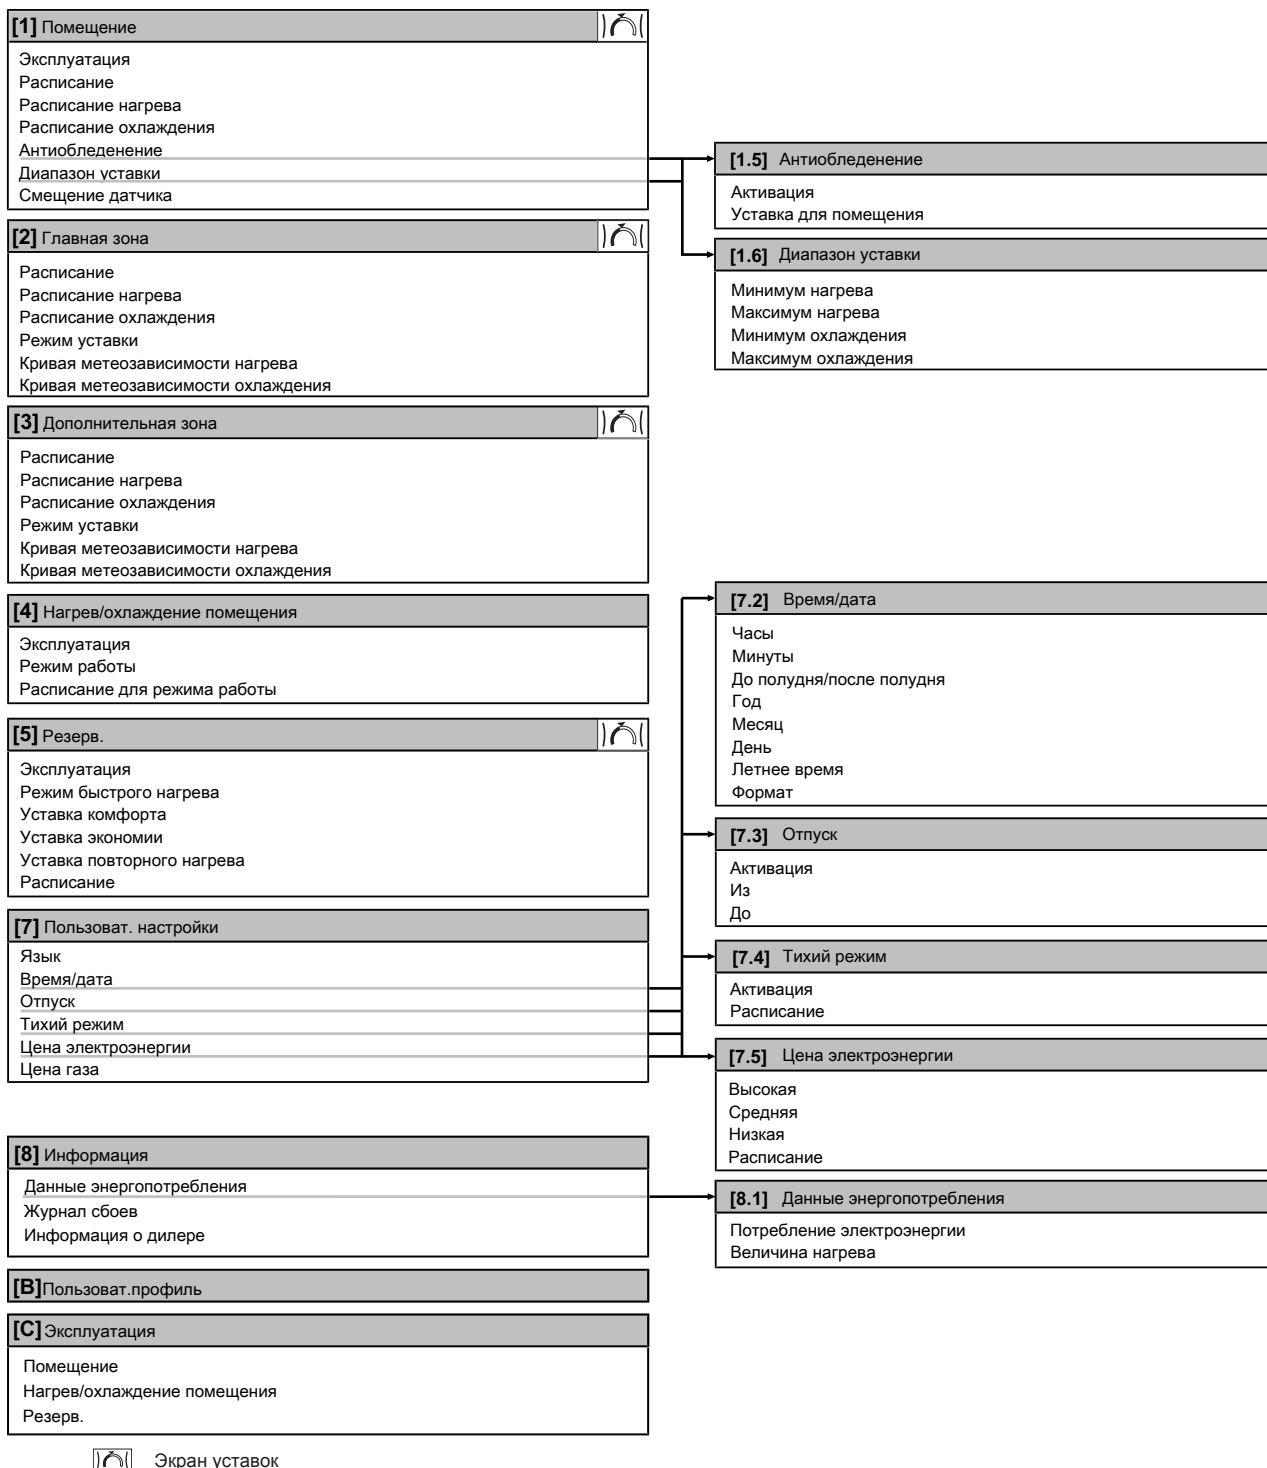 [1] Помещение
Эксплуатация
Расписание
Расписание нагрева
Расписание охлаждения
Антиобледенение
Диапазон уставки
Смещение датчика
[1.5] Антиобледенение
Активация
Уставка для помещения
[1.6] Диапазон уставки
Минимум нагрева
Максимум нагрева
Минимум охлаждения
Максимум охлаждения
[2] Главная зона
Расписание
Расписание нагрева
Расписание охлаждения
Режим уставки
Кривая метеозависимости нагрева
Кривая метеозависимости охлаждения
[3] Дополнительная зона
Расписание
Расписание нагрева
Расписание охлаждения
Режим уставки
Кривая метеозависимости нагрева
Кривая метеозависимости охлаждения
[4] Нагрев/охлаждение помещения
Эксплуатация
Режим работы
Расписание для режима работы
[5] Резерв.
Эксплуатация
Режим быстрого нагрева
Уставка комфорта
Уставка экономии
Уставка повторного нагрева
Расписание
[7] Пользоват. настройки
Язык
Время/дата
Отпуск
Тихий режим
Цена электроэнергии
Цена газа
[7.2] Время/дата
Часы
Минуты
До полудня/после полудня
Год
Месяц
День
Летнее время
Формат
[7.3] Отпуск
Активация
Из
До
[7.4] Тихий режим
Активация
Расписание
[7.5] Цена электроэнергии
Высокая
Средняя
Низкая
Расписание
[8] Информация
Данные энергопотребления
Журнал сбоев
Информация о дилере
[8.1] Данные энергопотребления
Потребление электроэнергии
Величина нагрева
[B] Пользоват.профиль
[C] Эксплуатация
Помещение
Нагрев/охлаждение помещения
Резерв.
Экран уставок